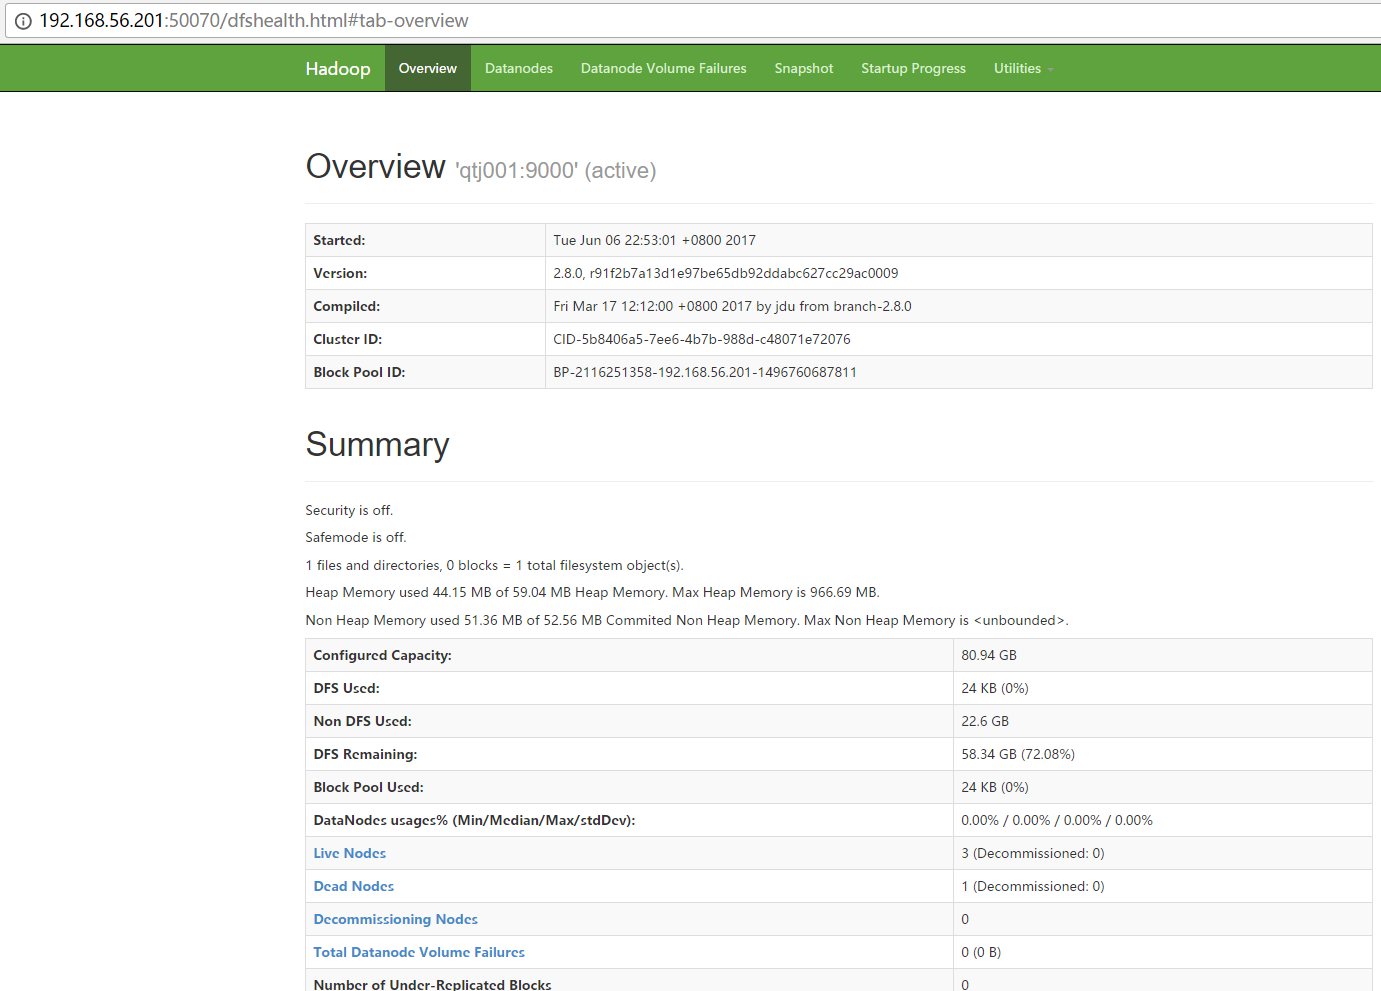 192.168.56.201:50070/dfshealth.html#tab-overview
Hadoop Overview Datanodes Datanode Volume Failures Snapshot Startup Progress Utilities
Overview 'qtj001:9000' (active)
Started: Tue Jun 06 22:53:01 +0800 2017
Version: 2.8.0, r91f2b7a13d1e97be65db92ddabc627cc29ac0009
Compiled: Fri Mar 17 12:12:00 +0800 2017 by jdu from branch-2.8.0
Cluster ID: CID-5b8406a5-7ee6-4b7b-988d-c48071e72076
Block Pool ID: BP-2116251358-192.168.56.201-1496760687811
Summary
Security is off.
Safemode is off.
1 files and directories, 0 blocks = 1 total filesystem object(s).
Heap Memory used 44.15 MB of 59.04 MB Heap Memory. Max Heap Memory is 966.69 MB.
Non Heap Memory used 51.36 MB of 52.56 MB Commited Non Heap Memory. Max Non Heap Memory is <unbounded>.
Configured Capacity: 80.94 GB
DFS Used: 24 KB (0%)
Non DFS Used: 22.6 GB
DFS Remaining: 58.34 GB (72.08%)
Block Pool Used: 24 KB (0%)
DataNodes usages% (Min/Median/Max/stdDev): 0.00% / 0.00% / 0.00% / 0.00%
Live Nodes 3 (Decommissioned: 0)
Dead Nodes 1 (Decommissioned: 0)
Decommissioning Nodes 0
Total Datanode Volume Failures 0 (0 B)
Number of Under-Replicated Blocks 0